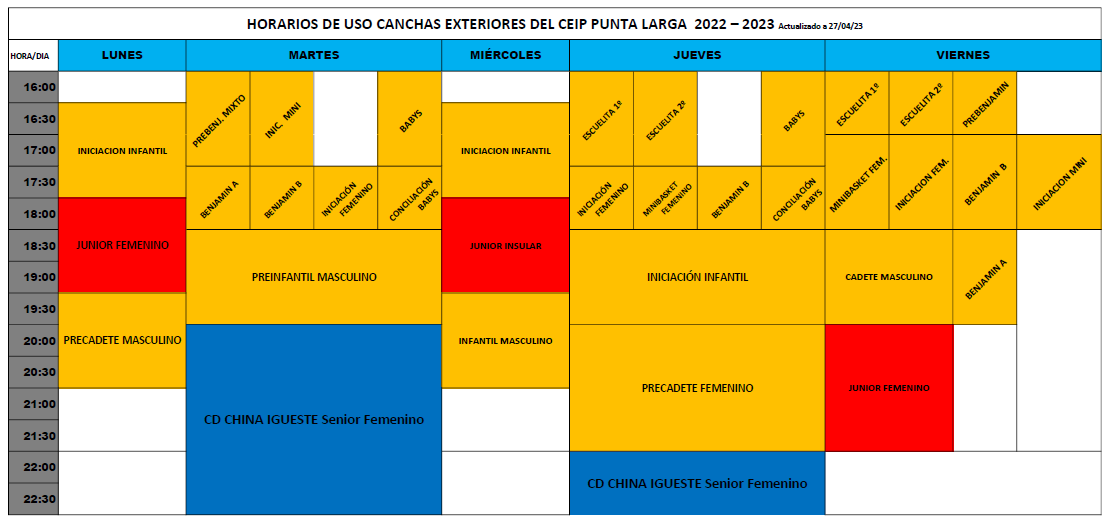 HORARIOS DE USO CANCHAS EXTERIORES DEL CEIP PUNTA LARGA 2022 – 2023 Actualizado a 27/04/23
HORA/DIA LUNES MARTES MIÉRCOLES JUEVES VIERNES
16:00
16:30
17:00
17:30
18:00
18:30
19:00
19:30
20:00
20:30
21:00
21:30
22:00
22:30
INICIACION INFANTIL
JUNIOR FEMENINO
PRECADETE MASCULINO
PREBENJ. MIXTO
INIC. MINI
BABYS
BENJAMIN A
BENJAMIN B
INICIACIÓN
FEMENINO
CONCILIACIÓN
BABYS
PREINFANTIL MASCULINO
CD CHINA IGUESTE Senior Femenino
INICIACION INFANTIL
JUNIOR INSULAR
INFANTIL MASCULINO
ESCUELITA 1º
ESCUELITA 2º
BABYS
INICIACIÓN
FEMENINO
MINIBASKET
FEMENINO
BENJAMIN B
CONCILIACIÓN
BABYS
INICIACIÓN INFANTIL
PRECADETE FEMENINO
CD CHINA IGUESTE Senior Femenino
ESCUELITA 1º
ESCUELITA 2º
PREBENJAMIN
MINIBASKET FEM.
INICIACION FEM.
BENJAMIN B
INICIACION MINI
CADETE MASCULINO
BENJAMIN A
JUNIOR FEMENINO